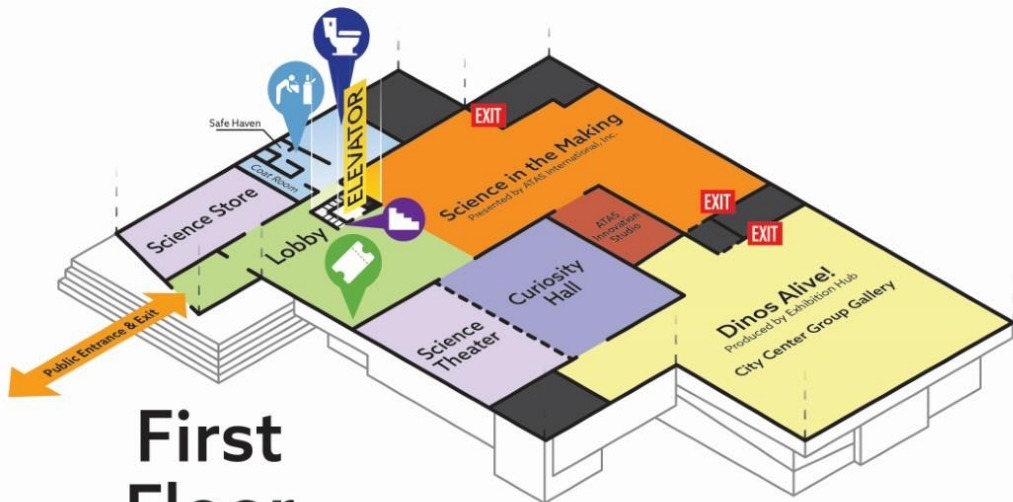 Safe Haven
Coat Room
ELEVATOR
EXIT
Science in the Making
Presented by ATAS International, Inc.
Science Store
Lobby
ATAS
Innovation
Studio
EXIT
EXIT
Curiosity
Hall
Science
Theater
Dinos Alive!
Produced by Exhibition Hub
City Center Group Gallery
Public Entrance & Exit
First
Floor